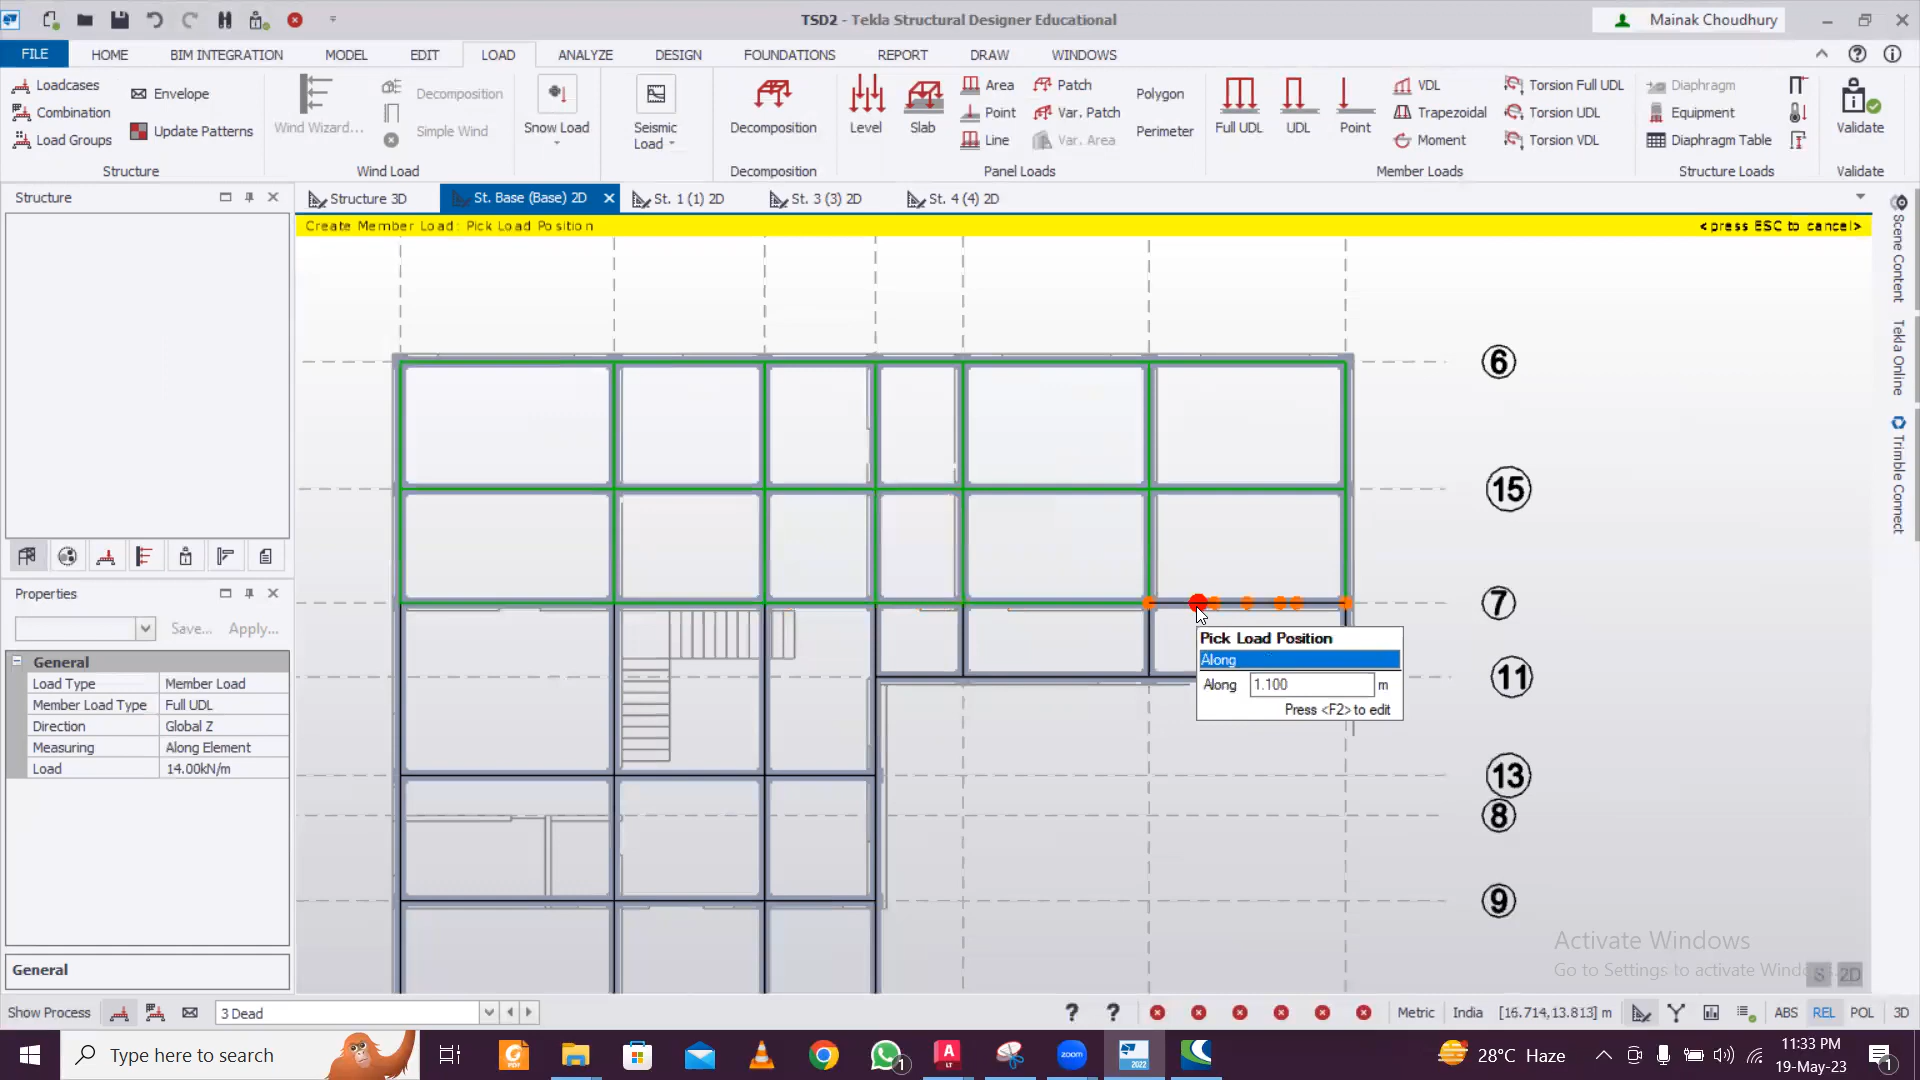 TSD2 - Tekla Structural Designer Educational
Mainak Choudhury
FILE
HOME
BIM INTEGRATION
MODEL
EDIT
LOAD
ANALYZE
DESIGN
FOUNDATIONS
REPORT
DRAW
WINDOWS
Loadcases
Combination
Load Groups
Envelope
Update Patterns
Structure
Wind Wizard...
Decomposition
Simple Wind
Wind Load
Snow Load
Seismic Load
Decomposition
Decomposition
Level
Slab
Area
Point
Line
Patch
Var. Patch
Var. Area
Polygon
Perimeter
Panel Loads
Full UDL
UDL
Point
VDL
Trapezoidal
Moment
Torsion Full UDL
Torsion UDL
Torsion VDL
Member Loads
Diaphragm
Equipment
Diaphragm Table
Structure Loads
Validate
Validate
Structure
Structure 3D
St. Base (Base) 2D
St. 1 (1) 2D
St. 3 (3) 2D
St. 4 (4) 2D
Create Member Load: Pick Load Position
<press ESC to cancel>
Scene Content
Tekla Online
Trimble Connect
6
15
7
11
13
8
9
Pick Load Position
Along
Along 1.100 m
Press <F2> to edit
Properties
Save... Apply...
General
Load Type Member Load
Member Load Type Full UDL
Direction Global Z
Measuring Along Element
Load 14.00kN/m
General
Activate Windows
Go to Settings to activate Wind
S 2D
Show Process
3 Dead
Metric
India
[16.714,13.813] m
ABS
REL
POL
3D
Type here to search
PDF
1
LT
zoom
2022
28°C Haze
11:33 PM
19-May-23
1